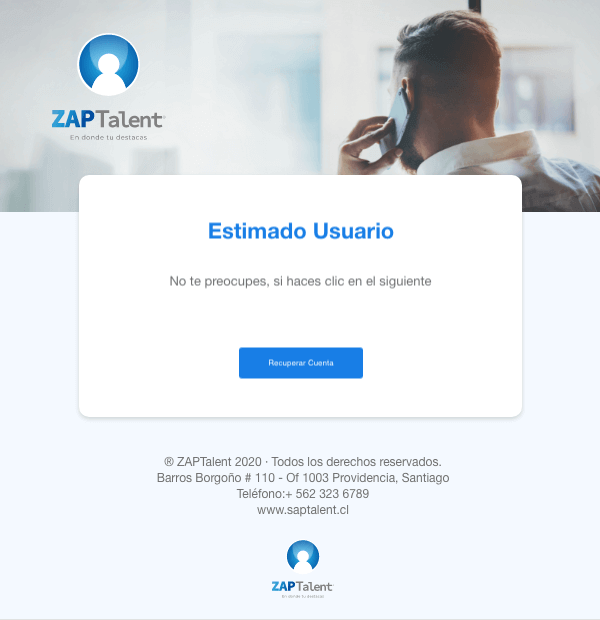 ZAPTalent
En donde tu destacas
Estimado Usuario
No te preocupes, si haces clic en el siguiente
Recuperar Cuenta
® ZAPTalent 2020 · Todos los derechos reservados.
Barros Borgoño # 110 - Of 1003 Providencia, Santiago
Teléfono:+ 562 323 6789
www.saptalent.cl
ZAPTalent
En donde tu destacas